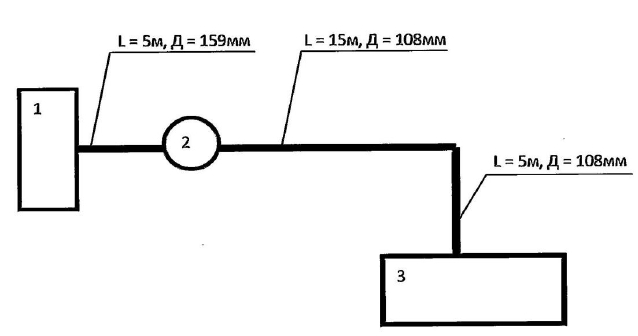 L = 5м, Д = 159мм
L = 15м, Д = 108мм
1
2
L = 5м, Д = 108мм
3